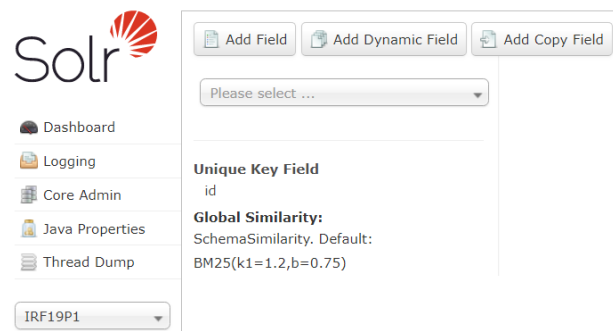 Solr
Dashboard
Logging
Core Admin
Java Properties
Thread Dump
IRF19P1
Add Field
Add Dynamic Field
Add Copy Field
Please select ...
Unique Key Field
id
Global Similarity:
SchemaSimilarity. Default:
BM25(k1=1.2,b=0.75)